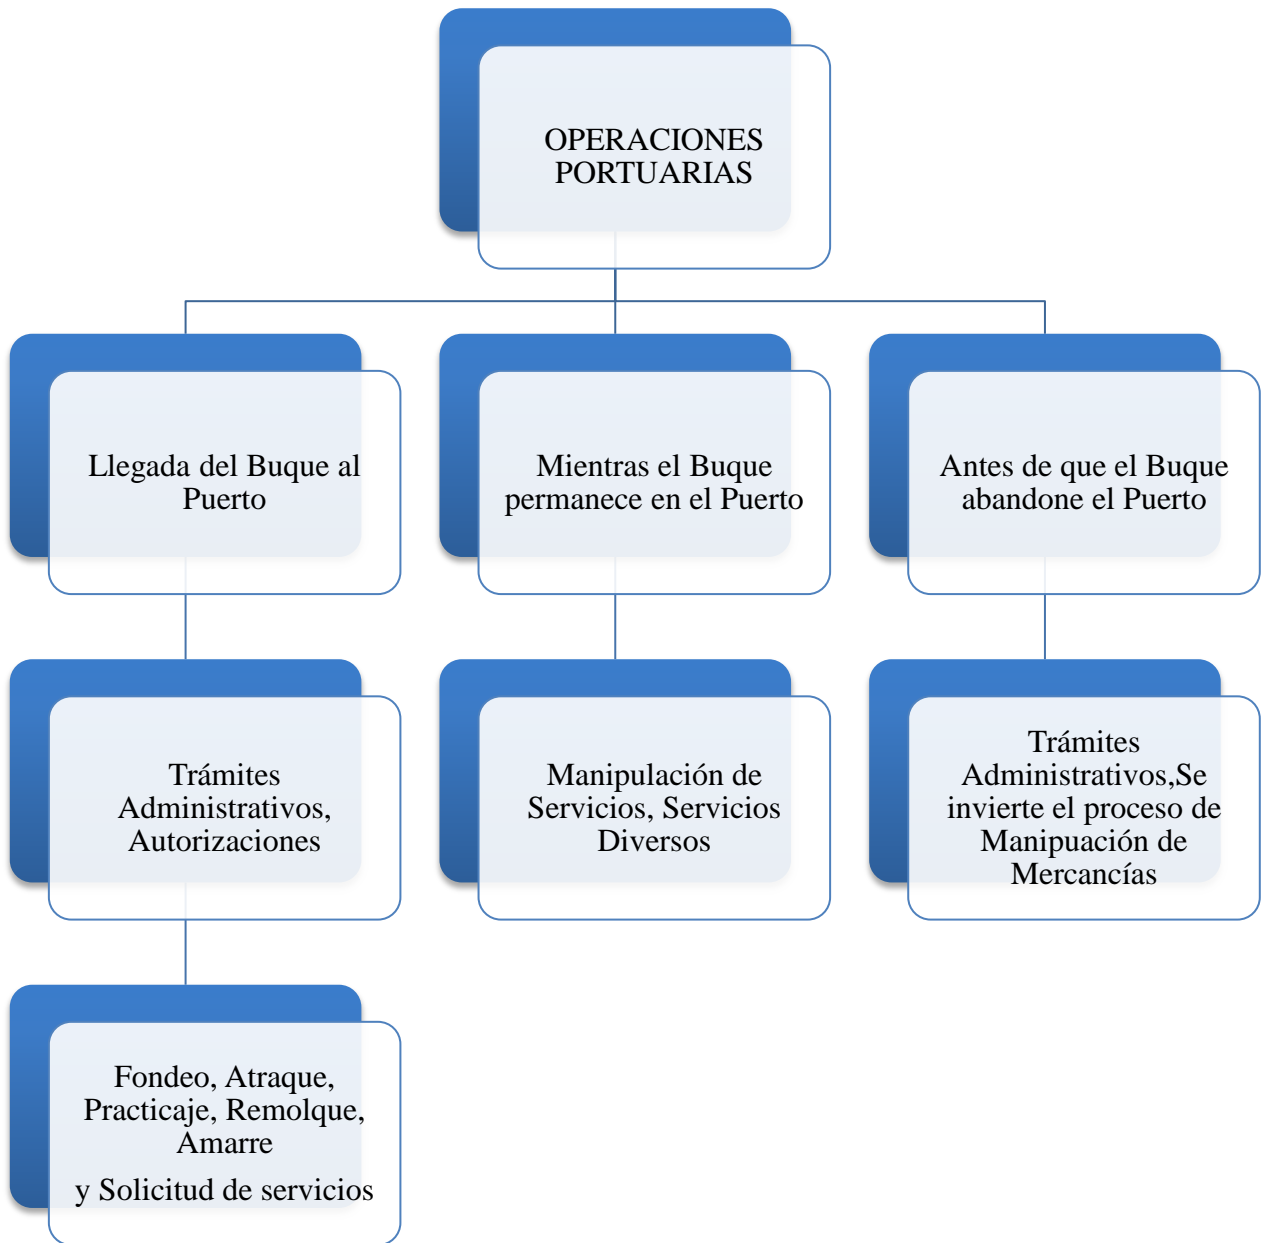 OPERACIONES
PORTUARIAS
Llegada del Buque al
Puerto
Mientras el Buque
permanece en el Puerto
Antes de que el Buque
abandone el Puerto
Trámites
Administrativos,
Autorizaciones
Manipulación de
Servicios, Servicios
Diversos
Trámites
Administrativos,Se
invierte el proceso de
Manipuación de
Mercancías
Fondeo, Atraque,
Practicaje, Remolque,
Amarre
y Solicitud de servicios